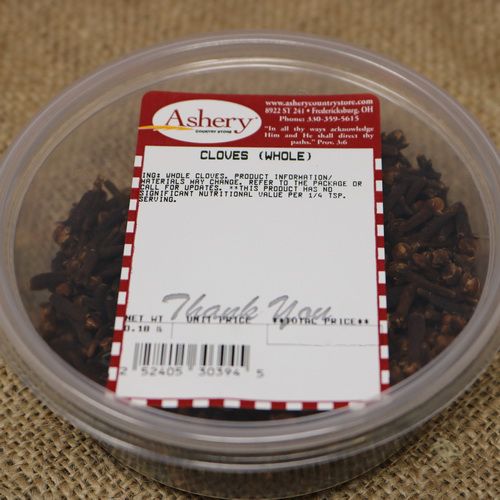 Ashery
COUNTRY STORE
www.asherycountrystore.com
8922 SY 241 • Fredericksburg, OH
Phone: 330-359-5615
"In all thy ways acknowledge
Him and He shall direct thy
paths." Prov. 3:6
CLOVES (WHOLE)
ING: WHOLE CLOVES. PRODUCT INFORMATION/
MATERIALS MAY CHANGE. REFER TO THE PACKAGE OR
CALL FOR UPDATES. **THIS PRODUCT HAS NO
SIGNIFICANT NUTRITIONAL VALUE PER 1/4 TSP.
SERVING.
Thank You
NET WT UNIT PRICE **TOTAL PRICE**
0.18
2 52405 30394 5